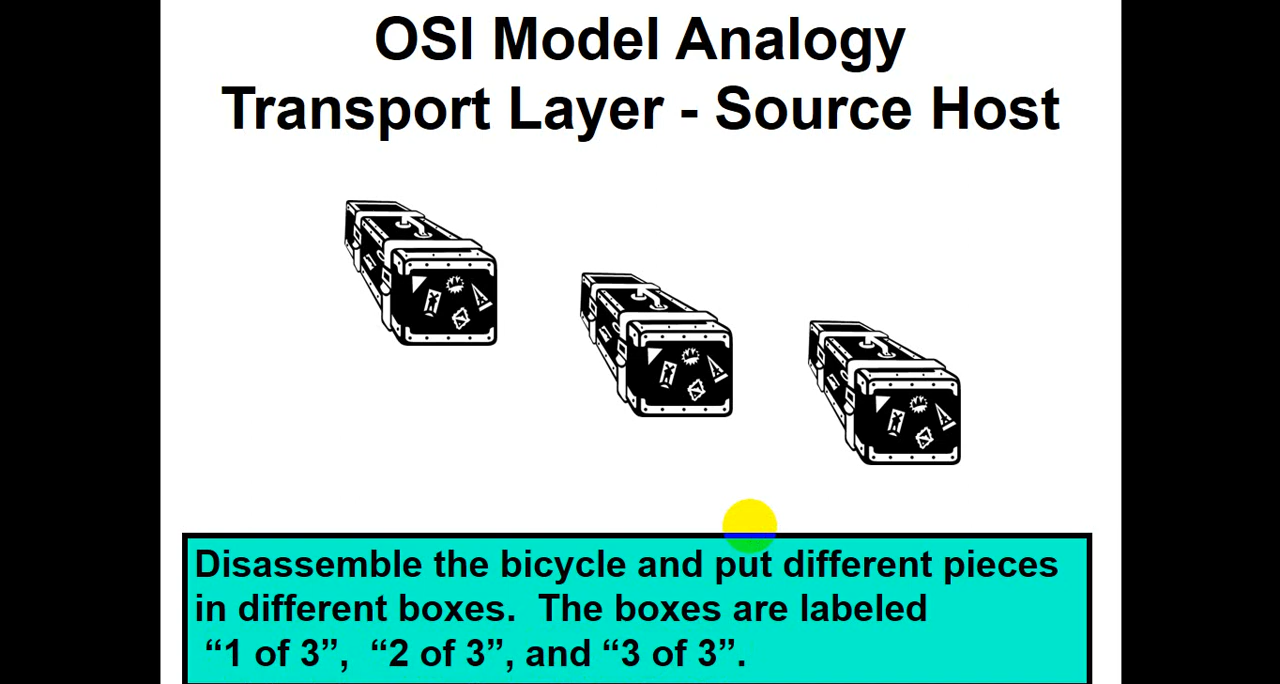 OSI Model Analogy
Transport Layer - Source Host
Disassemble the bicycle and put different pieces
in different boxes.  The boxes are labeled
“1 of 3”,  “2 of 3”, and “3 of 3”.